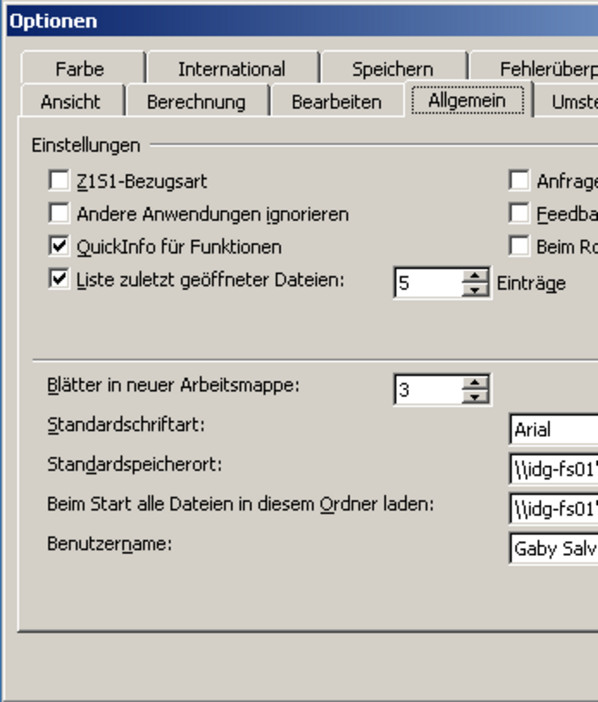 Optionen
Farbe International Speichern Fehlerüberp
Ansicht Berechnung Bearbeiten Allgemein Umste
Einstellungen
Z1S1-Bezugsart Anfrage
Andere Anwendungen ignorieren Feedba
QuickInfo für Funktionen Beim Ro
Liste zuletzt geöffneter Dateien: 5 Einträge
Blätter in neuer Arbeitsmappe: 3
Standardschriftart: Arial
Standardspeicherort: \\idg-fs01\
Beim Start alle Dateien in diesem Ordner laden: \\idg-fs01\
Benutzername: Gaby Salv